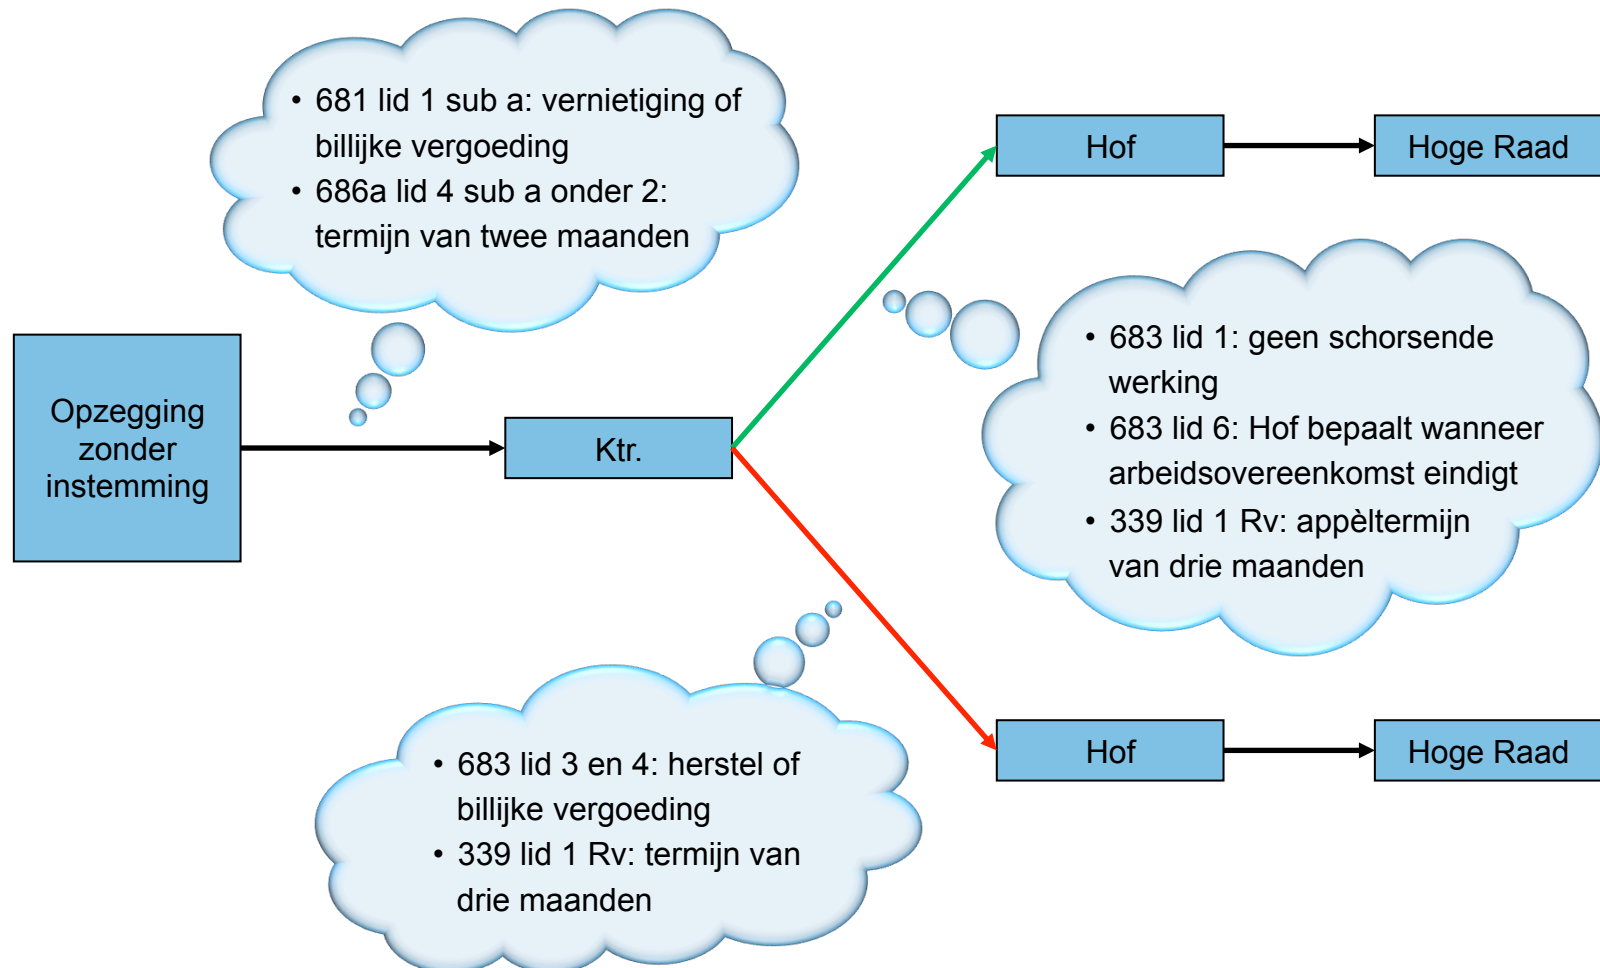 • 681 lid 1 sub a: vernietiging of
billijke vergoeding
• 686a lid 4 sub a onder 2:
termijn van twee maanden
Hof
Hoge Raad
Opzegging
zonder
instemming
Ktr.
• 683 lid 1: geen schorsende
werking
• 683 lid 6: Hof bepaalt wanneer
arbeidsovereenkomst eindigt
• 339 lid 1 Rv: appèltermijn
van drie maanden
• 683 lid 3 en 4: herstel of
billijke vergoeding
• 339 lid 1 Rv: termijn van
drie maanden
Hof
Hoge Raad